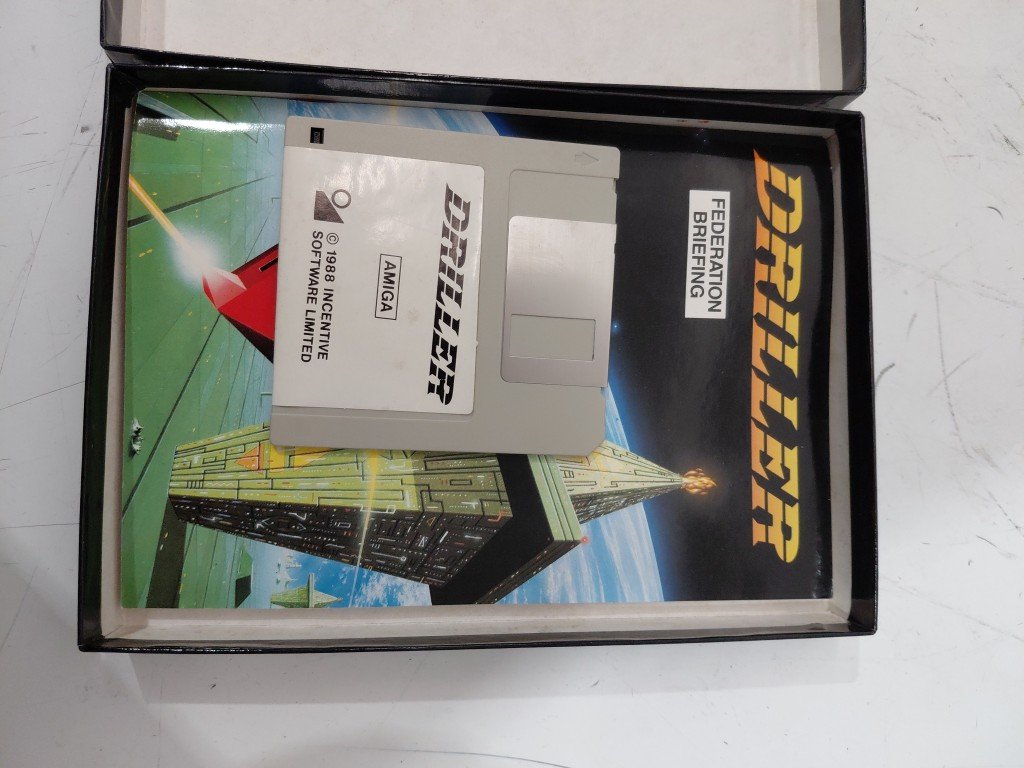 DRILLER
FEDERATION
BRIEFING
DRILLER
AMIGA
© 1988 INCENTIVE
SOFTWARE LIMITED